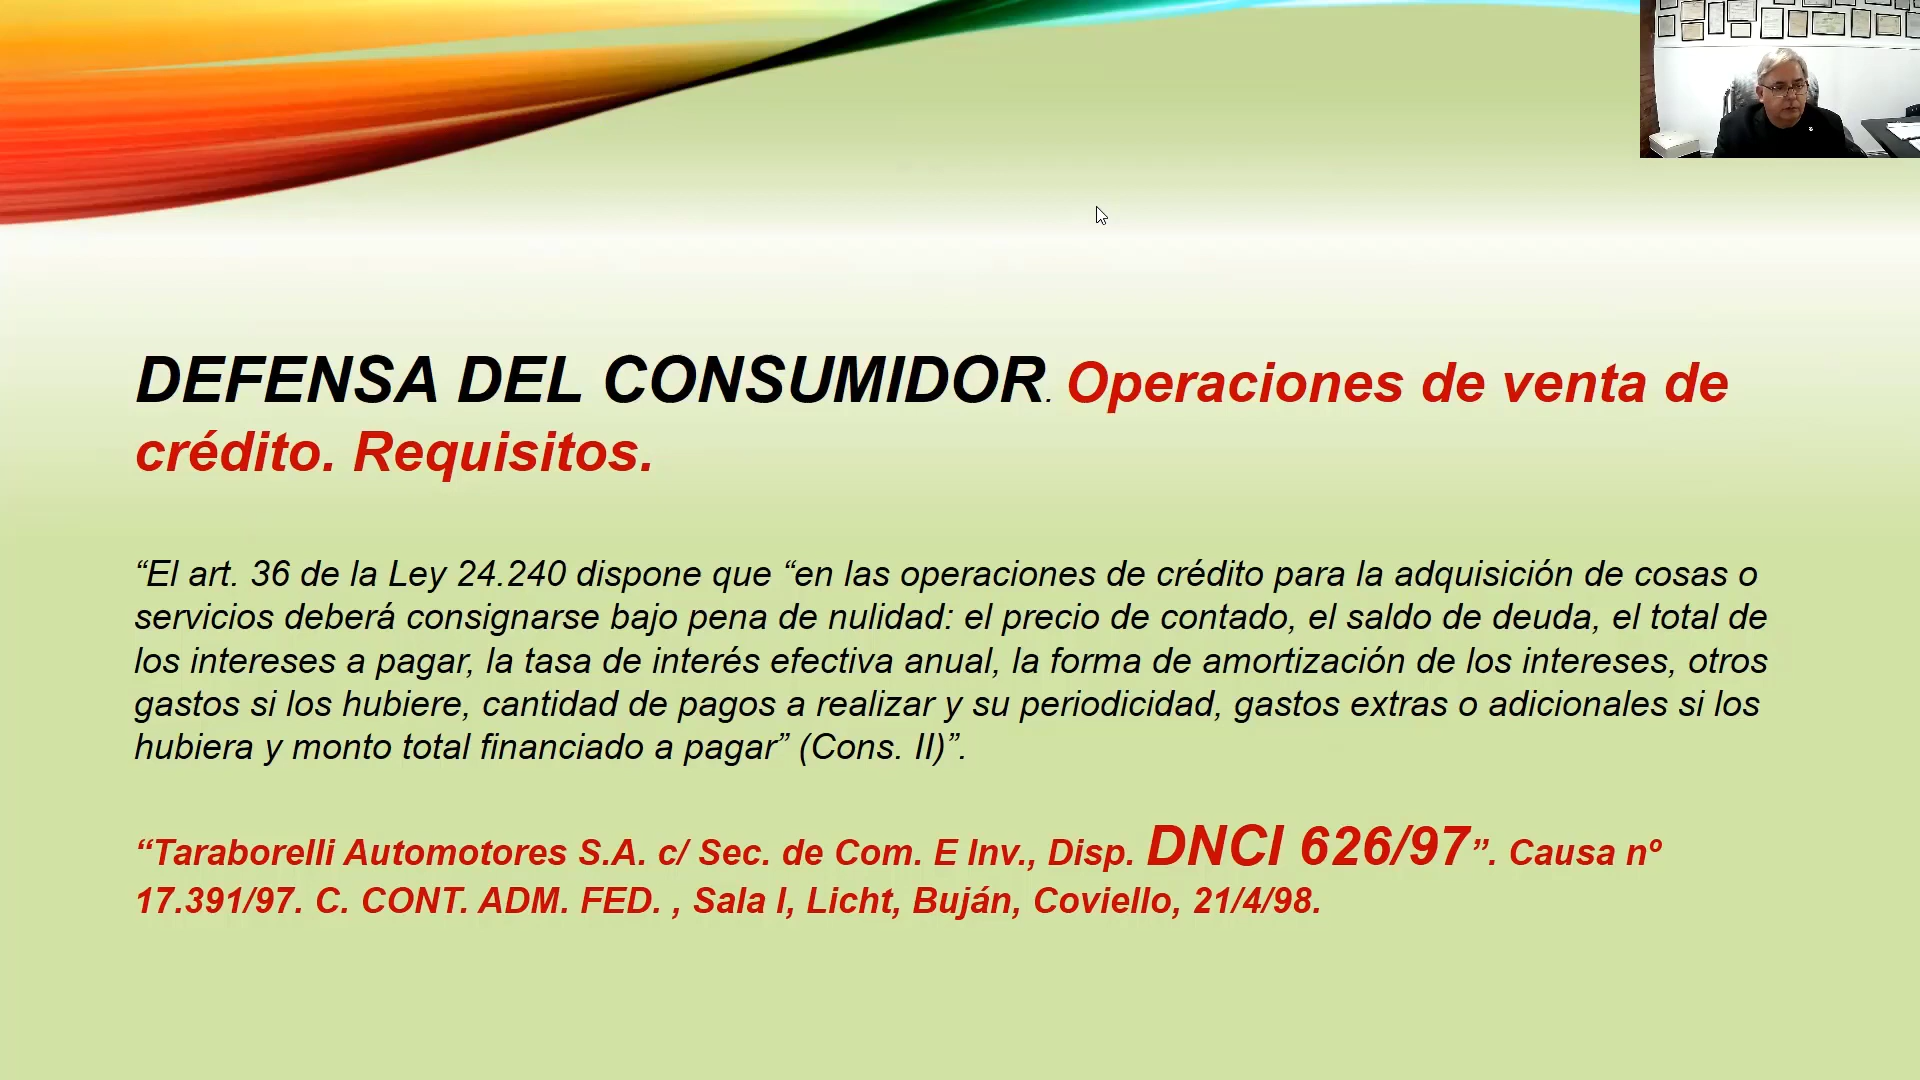 DEFENSA DEL CONSUMIDOR. Operaciones de venta de
crédito. Requisitos.
“El art. 36 de la Ley 24.240 dispone que “en las operaciones de crédito para la adquisición de cosas o
servicios deberá consignarse bajo pena de nulidad: el precio de contado, el saldo de deuda, el total de
los intereses a pagar, la tasa de interés efectiva anual, la forma de amortización de los intereses, otros
gastos si los hubiere, cantidad de pagos a realizar y su periodicidad, gastos extras o adicionales si los
hubiera y monto total financiado a pagar” (Cons. II)”.
“Taraborelli Automotores S.A. c/ Sec. de Com. E Inv., Disp. DNCI 626/97”. Causa nº
17.391/97. C. CONT. ADM. FED. , Sala I, Licht, Buján, Coviello, 21/4/98.